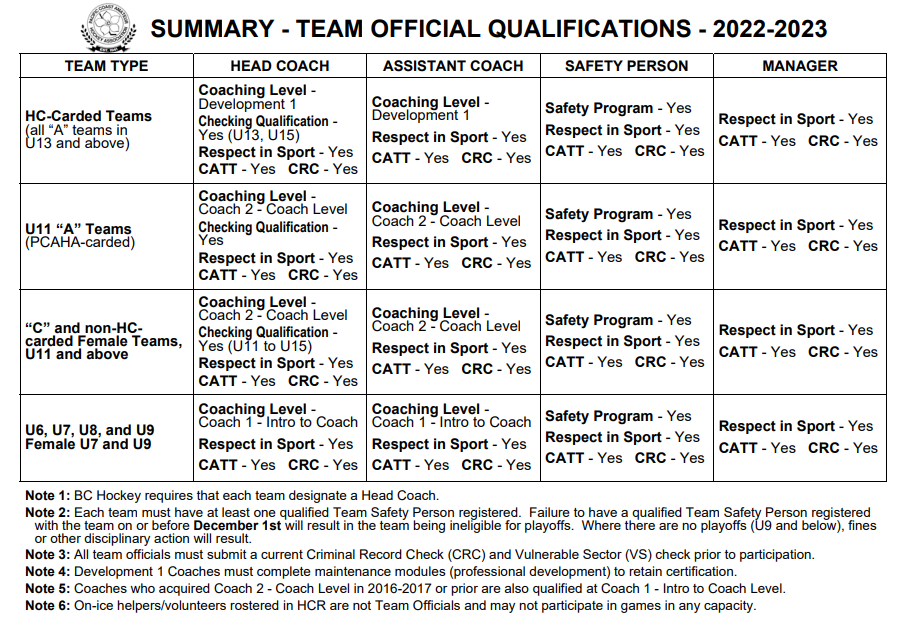 PACIFIC COAST AMATEUR
HOCKEY ASSOCIATION
SUMMARY - TEAM OFFICIAL QUALIFICATIONS - 2022-2023
TEAM TYPE HEAD COACH ASSISTANT COACH SAFETY PERSON MANAGER
HC-Carded Teams
(all “A” teams in
U13 and above)
Coaching Level -
Development 1
Checking Qualification -
Yes (U13, U15)
Respect in Sport - Yes
CATT - Yes CRC - Yes
Coaching Level -
Development 1
Respect in Sport - Yes
CATT - Yes CRC - Yes
Safety Program - Yes
Respect in Sport - Yes
CATT - Yes CRC - Yes
Respect in Sport - Yes
CATT - Yes CRC - Yes
U11 “A” Teams
(PCAHA-carded)
Coaching Level -
Coach 2 - Coach Level
Checking Qualification -
Yes
Respect in Sport - Yes
CATT - Yes CRC - Yes
Coaching Level -
Coach 2 - Coach Level
Respect in Sport - Yes
CATT - Yes CRC - Yes
Safety Program - Yes
Respect in Sport - Yes
CATT - Yes CRC - Yes
Respect in Sport - Yes
CATT - Yes CRC - Yes
“C” and non-HC-
carded Female Teams,
U11 and above
Coaching Level -
Coach 2 - Coach Level
Checking Qualification -
Yes (U11 to U15)
Respect in Sport - Yes
CATT - Yes CRC - Yes
Coaching Level -
Coach 2 - Coach Level
Respect in Sport - Yes
CATT - Yes CRC - Yes
Safety Program - Yes
Respect in Sport - Yes
CATT - Yes CRC - Yes
Respect in Sport - Yes
CATT - Yes CRC - Yes
U6, U7, U8, and U9
Female U7 and U9
Coaching Level -
Coach 1 - Intro to Coach
Respect in Sport - Yes
CATT - Yes CRC - Yes
Coaching Level -
Coach 1 - Intro to Coach
Respect in Sport - Yes
CATT - Yes CRC - Yes
Safety Program - Yes
Respect in Sport - Yes
CATT - Yes CRC - Yes
Respect in Sport - Yes
CATT - Yes CRC - Yes
Note 1: BC Hockey requires that each team designate a Head Coach.
Note 2: Each team must have at least one qualified Team Safety Person registered. Failure to have a qualified Team Safety Person registered
with the team on or before December 1st will result in the team being ineligible for playoffs. Where there are no playoffs (U9 and below), fines
or other disciplinary action will result.
Note 3: All team officials must submit a current Criminal Record Check (CRC) and Vulnerable Sector (VS) check prior to participation.
Note 4: Development 1 Coaches must complete maintenance modules (professional development) to retain certification.
Note 5: Coaches who acquired Coach 2 - Coach Level in 2016-2017 or prior are also qualified at Coach 1 - Intro to Coach Level.
Note 6: On-ice helpers/volunteers rostered in HCR are not Team Officials and may not participate in games in any capacity.